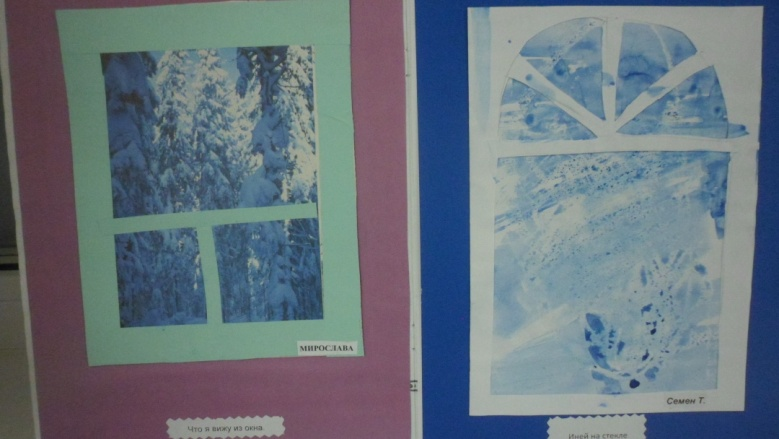 МИРОСЛАВА
Что я вижу из окна
Семен Т.
Иней на стекле